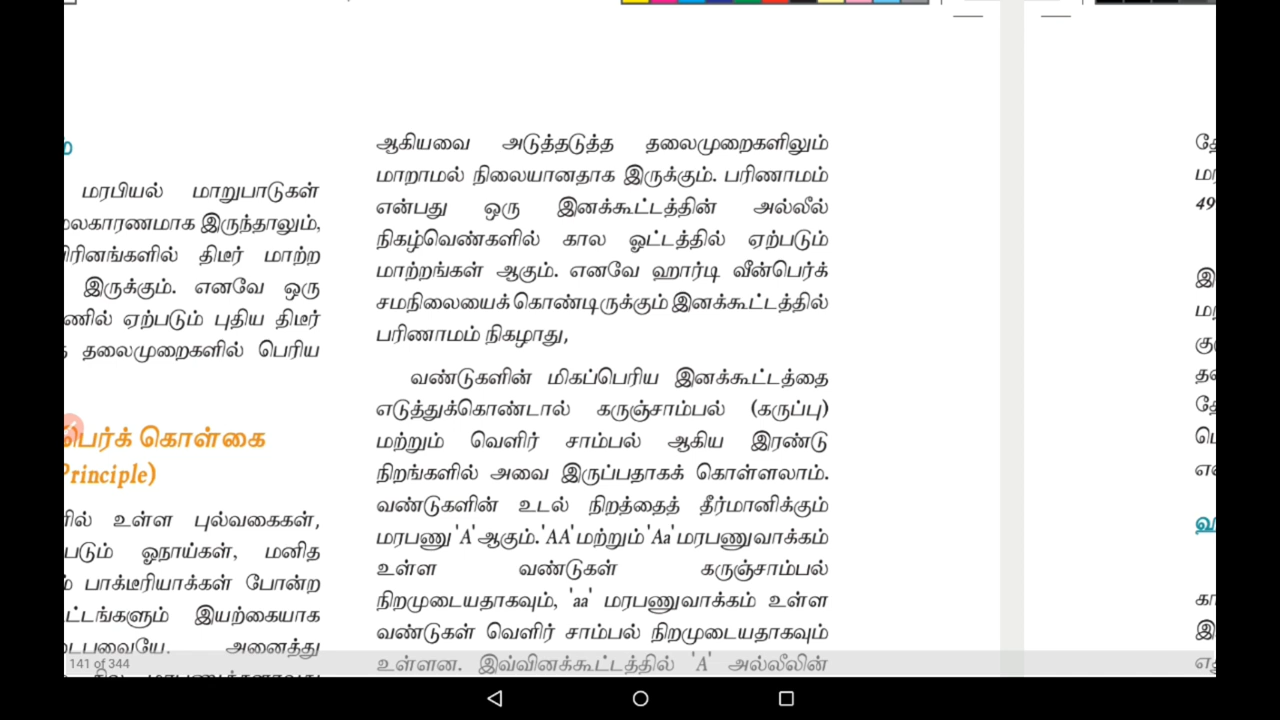 மரபியல் மாறுபாடுகள்
இருந்தாலும்,
திடீர் மாற்ற
இருக்கும். எனவே ஒரு
ஏற்படும் புதிய திடீர்
தலைமுறைகளில் பெரிய
கொள்கை
Principle)
உள்ள புல்வகைகள்,
ஓநாய்கள், மனித
பாக்டீரியாக்கள் போன்ற
இயற்கையாக
அனைத்து
ஆகியவை அடுத்தடுத்த தலைமுறைகளிலும்
மாறாமல் நிலையானதாக இருக்கும். பரிணாமம்
என்பது ஒரு இனக்கூட்டத்தின் அல்லீல்
நிகழ்வெண்களில் கால ஓட்டத்தில் ஏற்படும்
மாற்றங்கள் ஆகும். எனவே ஹார்டி வீன்பெர்க்
சமநிலையைக் கொண்டிருக்கும் இனக்கூட்டத்தில்
பரிணாமம் நிகழாது,
வண்டுகளின் மிகப்பெரிய இனக்கூட்டத்தை
எடுத்துக்கொண்டால் கருஞ்சாம்பல் (கருப்பு)
மற்றும் வெளிர் சாம்பல் ஆகிய இரண்டு
நிறங்களில் அவை இருப்பதாகக் கொள்ளலாம்.
வண்டுகளின் உடல் நிறத்தைத் தீர்மானிக்கும்
மரபணு 'A' ஆகும். 'AA' மற்றும் 'Aa' மரபணுவாக்கம்
உள்ள வண்டுகள் கருஞ்சாம்பல்
நிறமுடையதாகவும், 'aa' மரபணுவாக்கம் உள்ள
வண்டுகள் வெளிர் சாம்பல் நிறமுடையதாகவும்
உள்ளன. இவ்வினக்கூட்டத்தில் 'A' அல்லீலின்
49
141 of 344